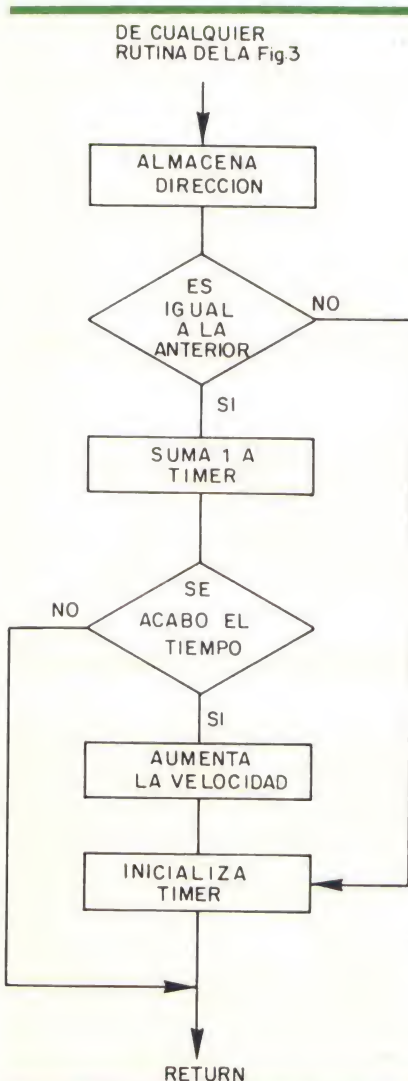 DE CUALQUIER
RUTINA DE LA Fig.3
ALMACENA
DIRECCION
ES
IGUAL
A LA
ANTERIOR
NO
SI
SUMA 1 A
TIMER
SE
ACABO EL
TIEMPO
NO
SI
AUMENTA
LA VELOCIDAD
INICIALIZA
TIMER
RETURN